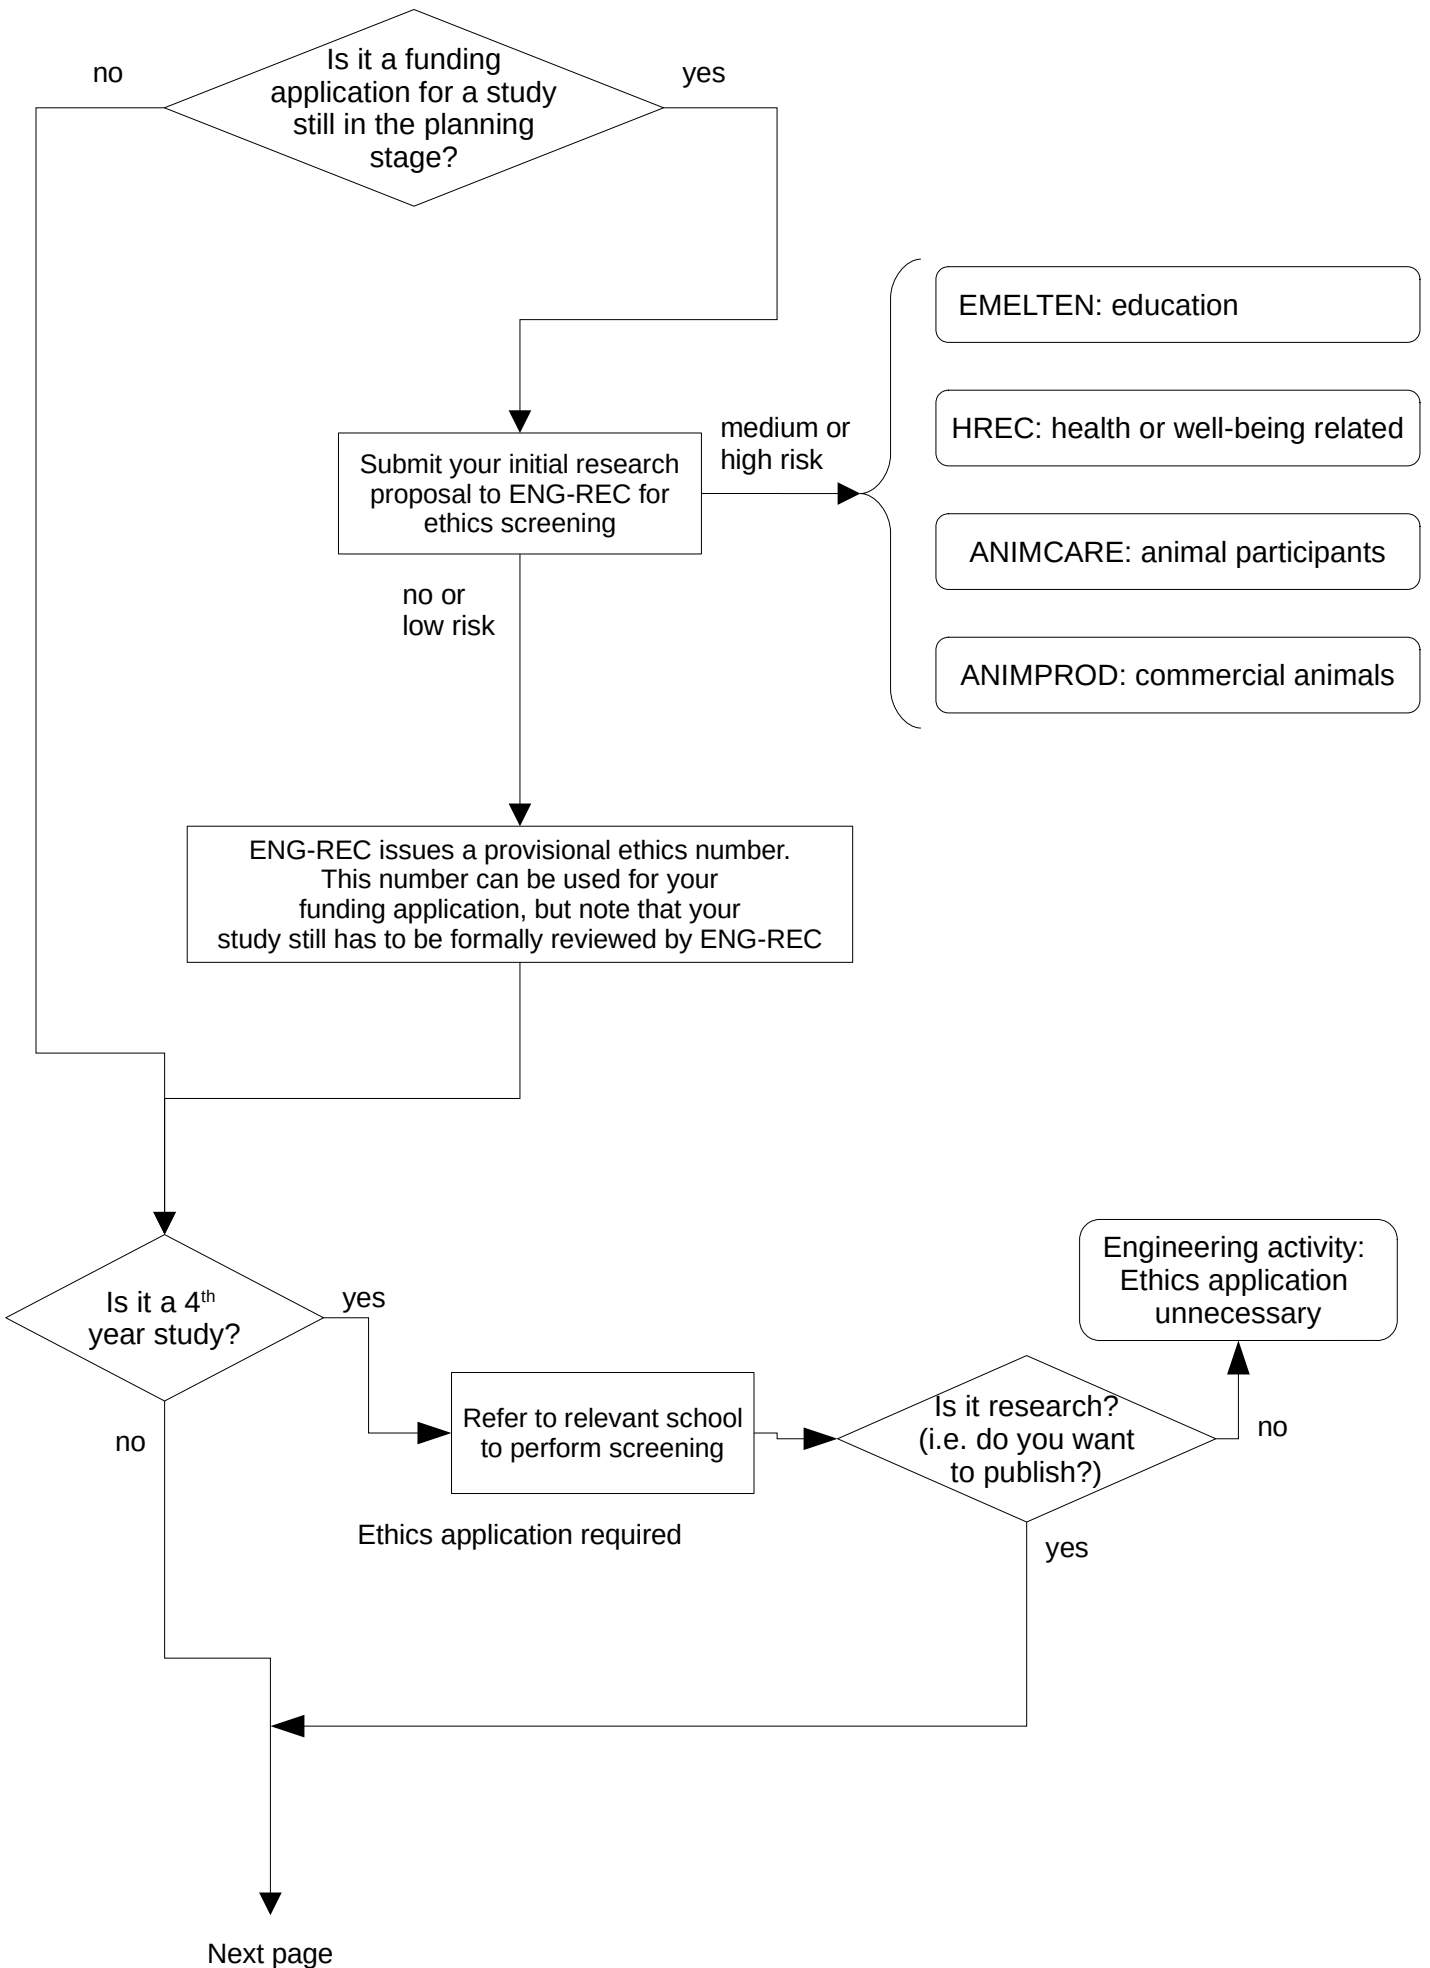 Is it a funding
application for a study
still in the planning
stage?
no
yes
EMELTEN: education
HREC: health or well-being related
ANIMCARE: animal participants
ANIMPROD: commercial animals
medium or
high risk
Submit your initial research
proposal to ENG-REC for
ethics screening
no or
low risk
ENG-REC issues a provisional ethics number.
This number can be used for your
funding application, but note that your
study still has to be formally reviewed by ENG-REC
Is it a 4th
year study?
yes
no
Refer to relevant school
to perform screening
Ethics application required
Is it research?
(i.e. do you want
to publish?)
no
yes
Engineering activity:
Ethics application
unnecessary
Next page